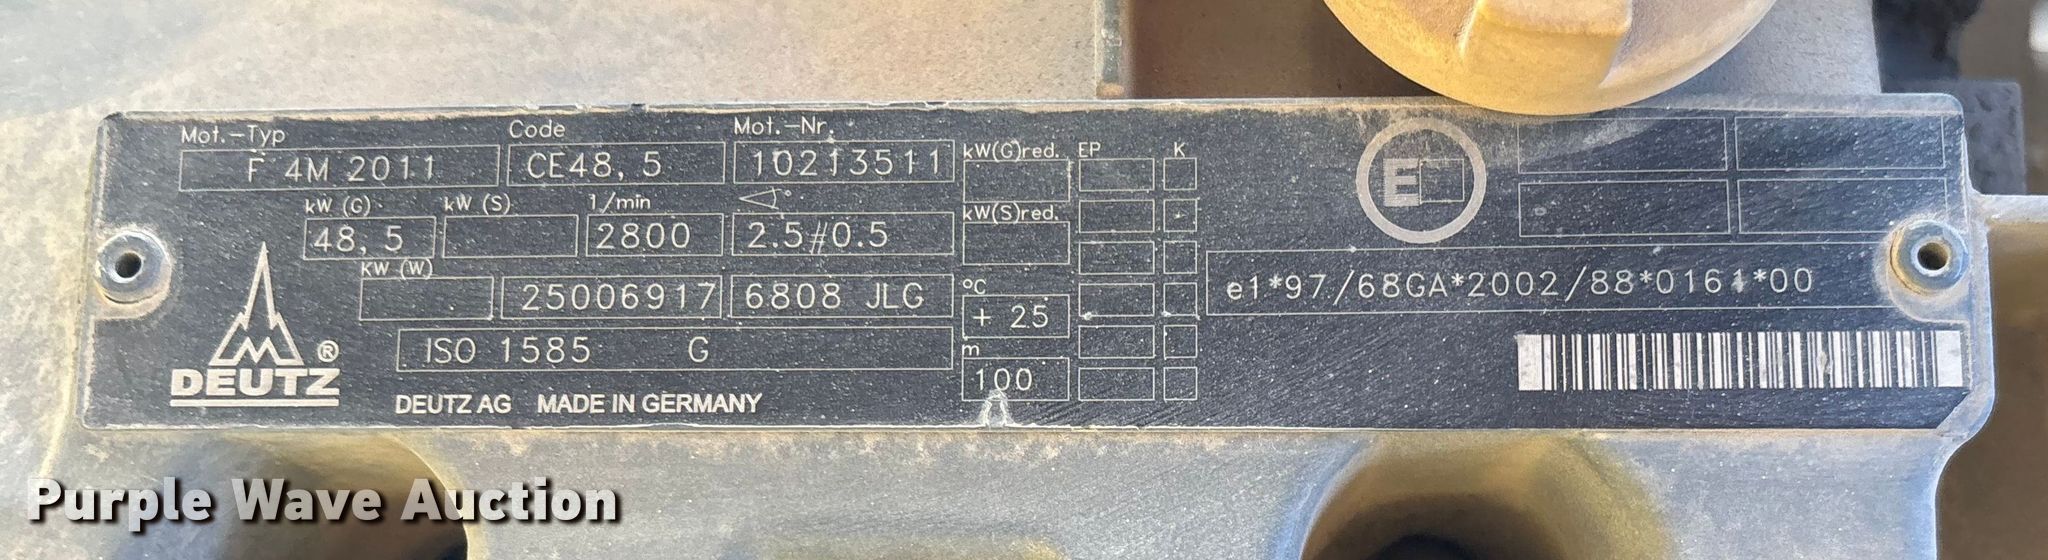 Mot.-Typ Code Mot.-Nr.
F 4M 2011 CE48,5 10213511 kW(G)red. EP K
kW (G) kW (S) 1/min °
48,5 2800 2.5#0.5 kW(S)red.
KW (W)
25006917 6808 JLG °C
+ 25
ISO 1585 G m
100
DEUTZ ®
DEUTZ AG MADE IN GERMANY
E
e1*97/68GA*2002/88*0161*00
Purple Wave Auction